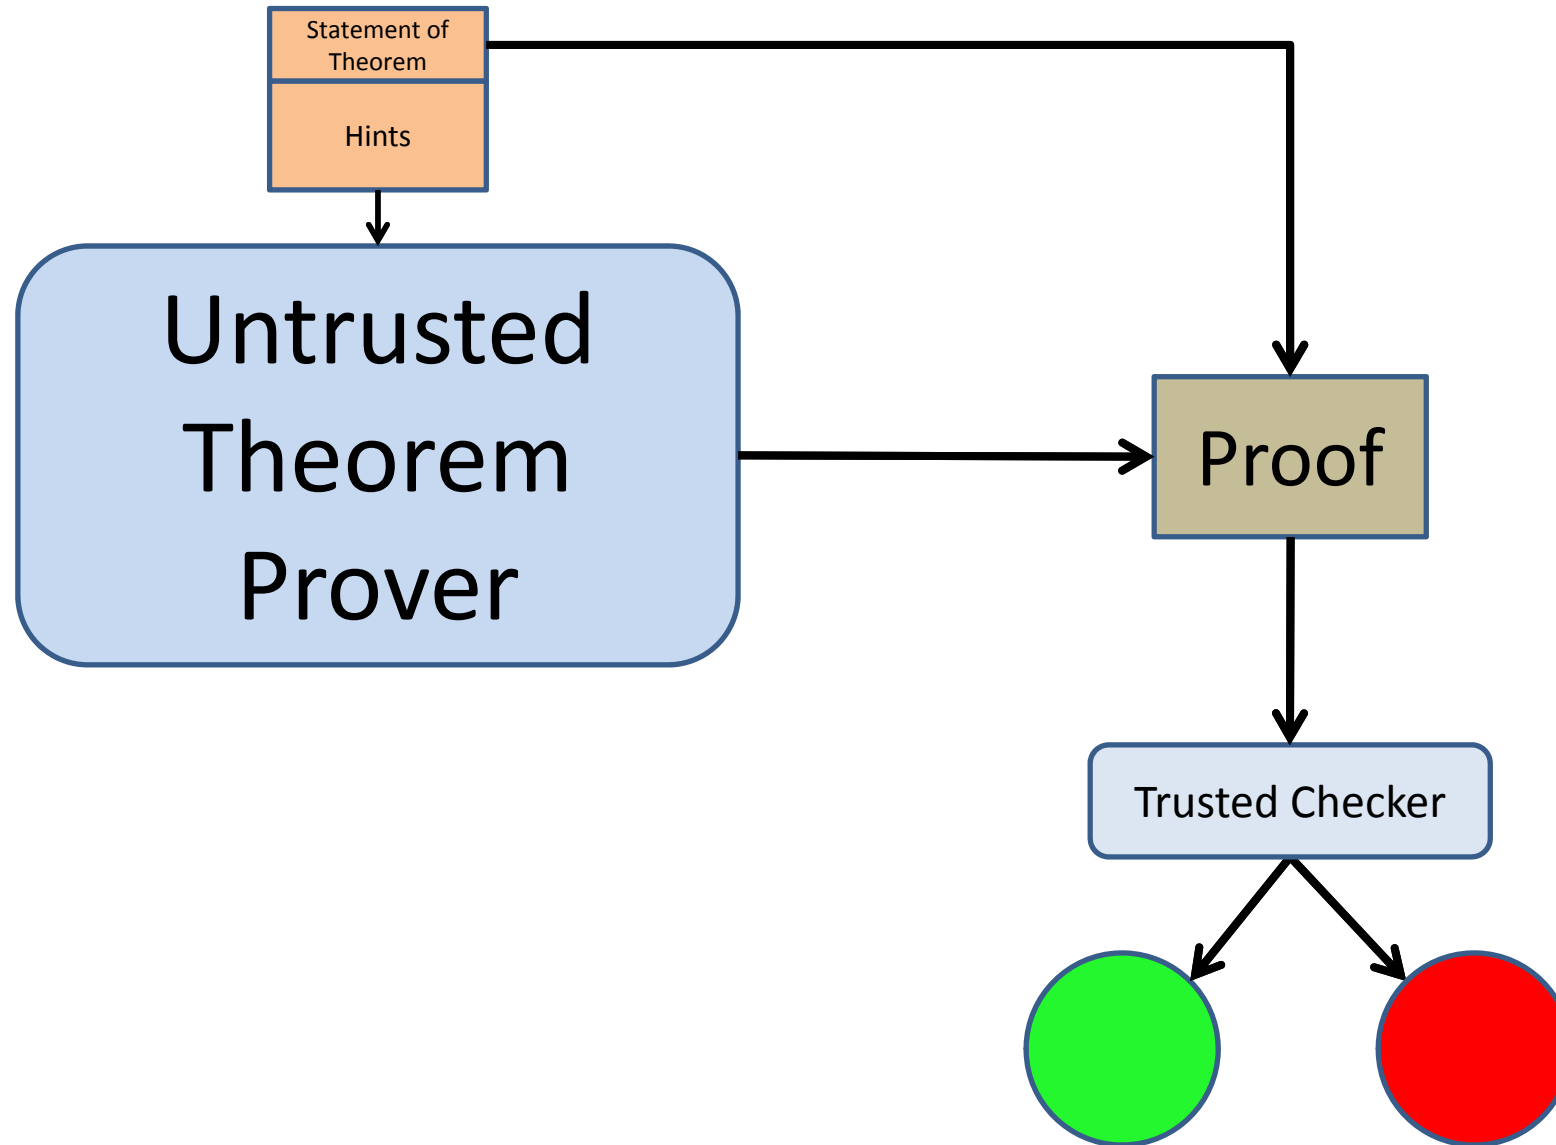 Statement of
Theorem
Hints
Untrusted
Theorem
Prover
Proof
Trusted Checker